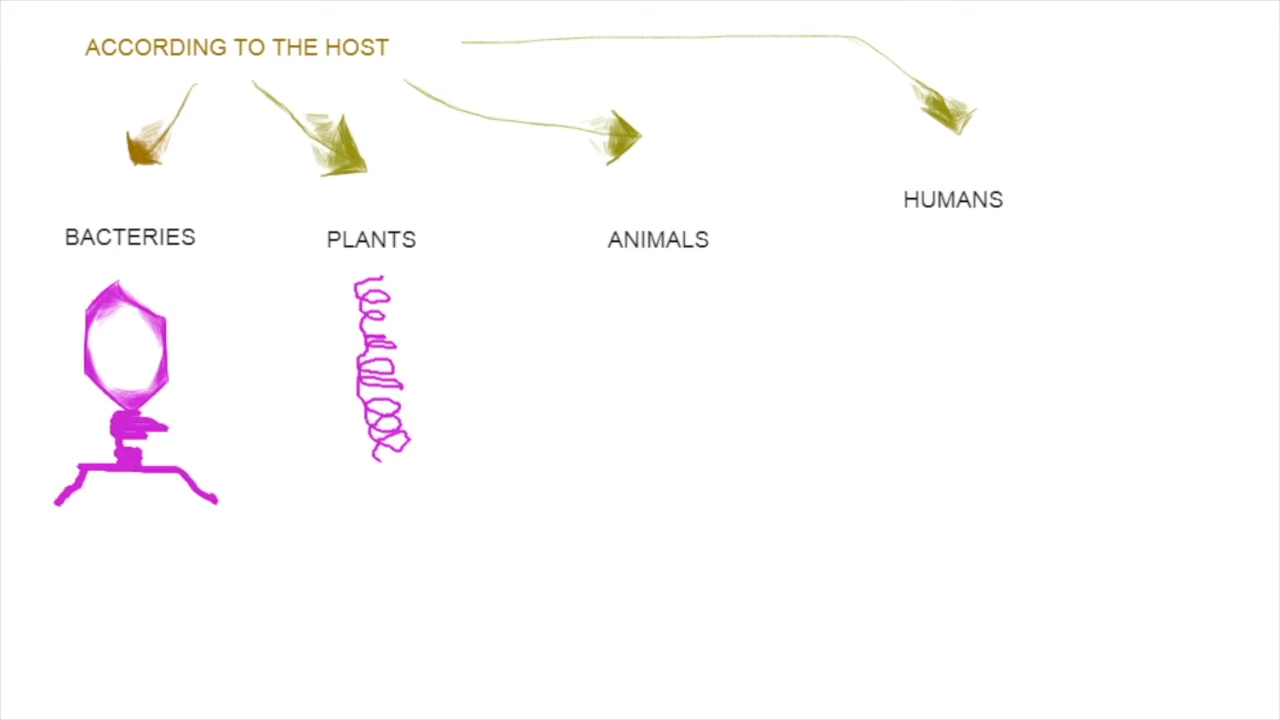 ACCORDING TO THE HOST
HUMANS
BACTERIES
PLANTS
ANIMALS